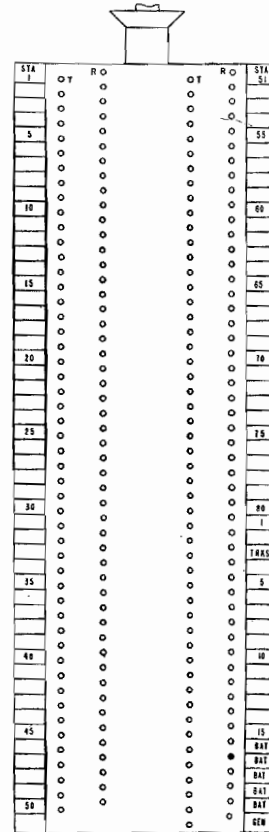 STA R R STA
1 T T 51
5 55
10 60
15 65
20 70
25 75
30 80
1
TRKS
35 5
40 10
45 15
BAT
BAT
BAT
BAT
50 BAT
GEN